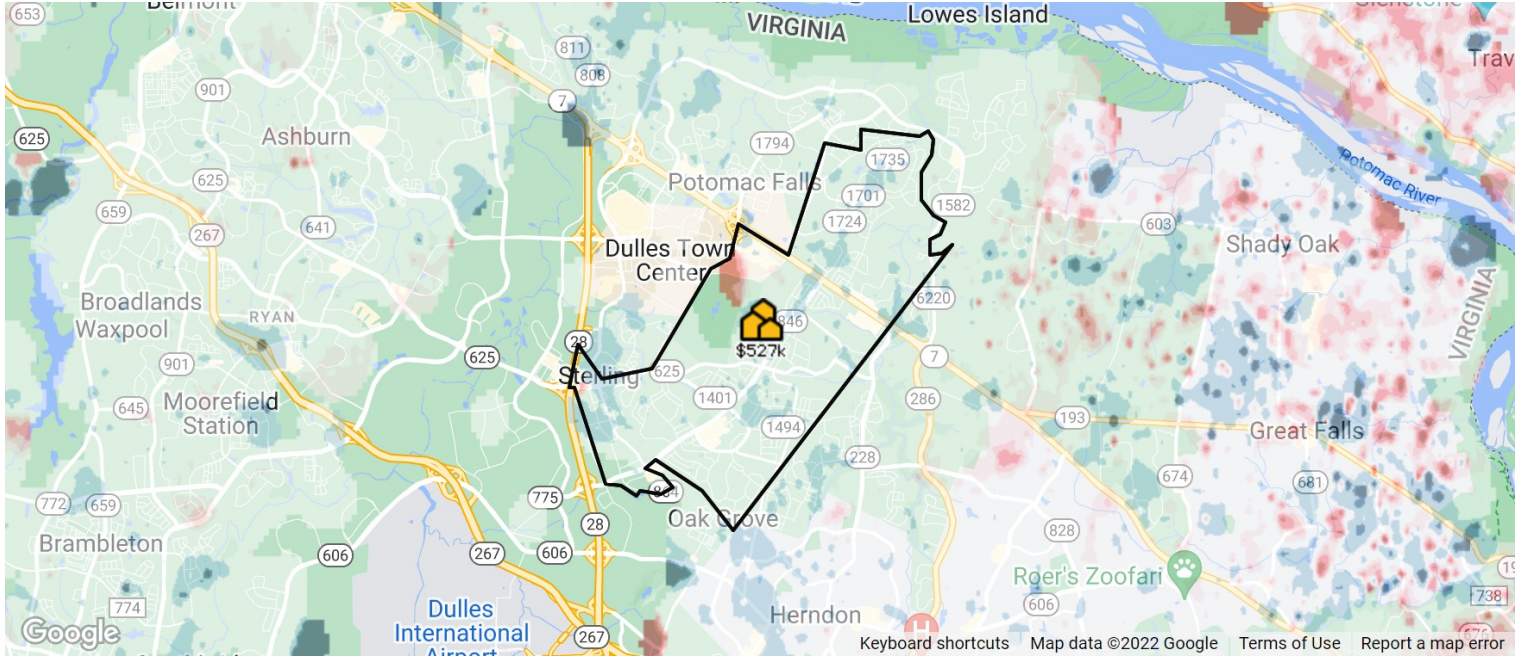 653
Belmont
VIRGINIA
Lowes Island
Glenstone
811
808
901
7
Trav
625
Ashburn
1794
1735
Potomac River
625
Potomac Falls
1701
659
641
1724
1582
603
267
Dulles Town
Center
Shady Oak
Broadlands
Waxpool
RYAN
6220
846
VIRGINIA
$527k
28
901
625
Sterling
625
7
645
Moorefield
Station
1401
286
193
1494
Great Falls
228
674
681
772
659
775
Oak Grove
28
828
Brambleton
606
267
606
Roer's Zoofari
774
606
738
Dulles
International
Airport
Herndon
267
Google
Keyboard shortcuts
Map data ©2022 Google
Terms of Use
Report a map error